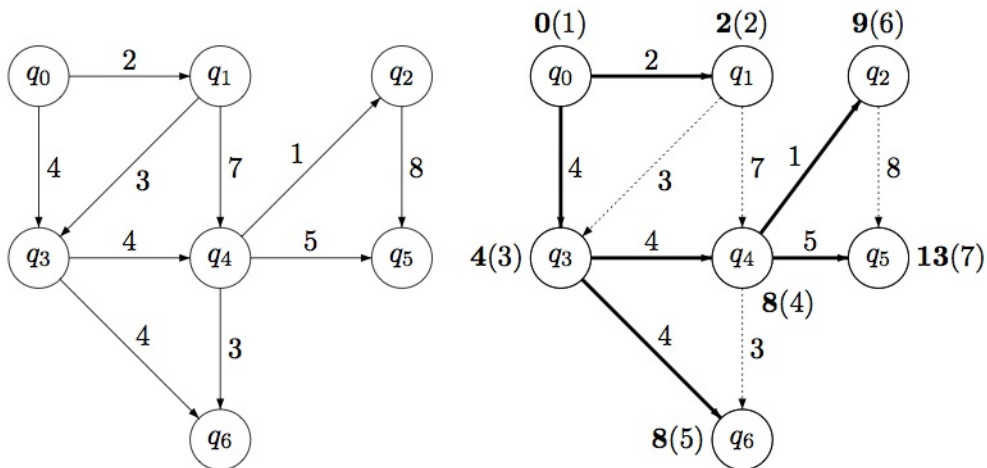 0(1) 2(2) 9(6)
q0 2 q1 q2 q0 2 q1 q2
4 3 7 1 8 4 3 7 1 8
q3 4 q4 5 q5 4(3) q3 4 q4 5 q5 13(7)
8(4)
4 3 4 3
q6 8(5) q6